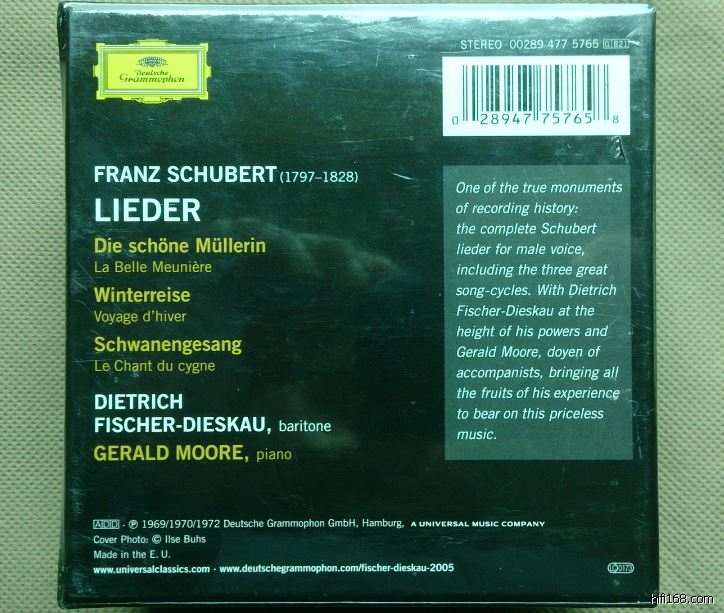 Deutsche
Grammophon
STEREO 00289 477 5765 GB21
0 28947 75765 8
FRANZ SCHUBERT (1797–1828)
LIEDER
Die schöne Müllerin
La Belle Meunière
Winterreise
Voyage d'hiver
Schwanengesang
Le Chant du cygne
DIETRICH
FISCHER-DIESKAU, baritone
GERALD MOORE, piano
One of the true monuments
of recording history:
the complete Schubert
lieder for male voice,
including the three great
song-cycles. With Dietrich
Fischer-Dieskau at the
height of his powers and
Gerald Moore, doyen of
accompanists, bringing all
the fruits of his experience
to bear on this priceless
music.
ADD · ℗ 1969/1970/1972 Deutsche Grammophon GmbH, Hamburg, A UNIVERSAL MUSIC COMPANY
Cover Photo: © Ilse Buhs
Made in the E. U.
www.universalclassics.com · www.deutschegrammophon.com/fischer-dieskau-2005
LC 0173
hifi168.com